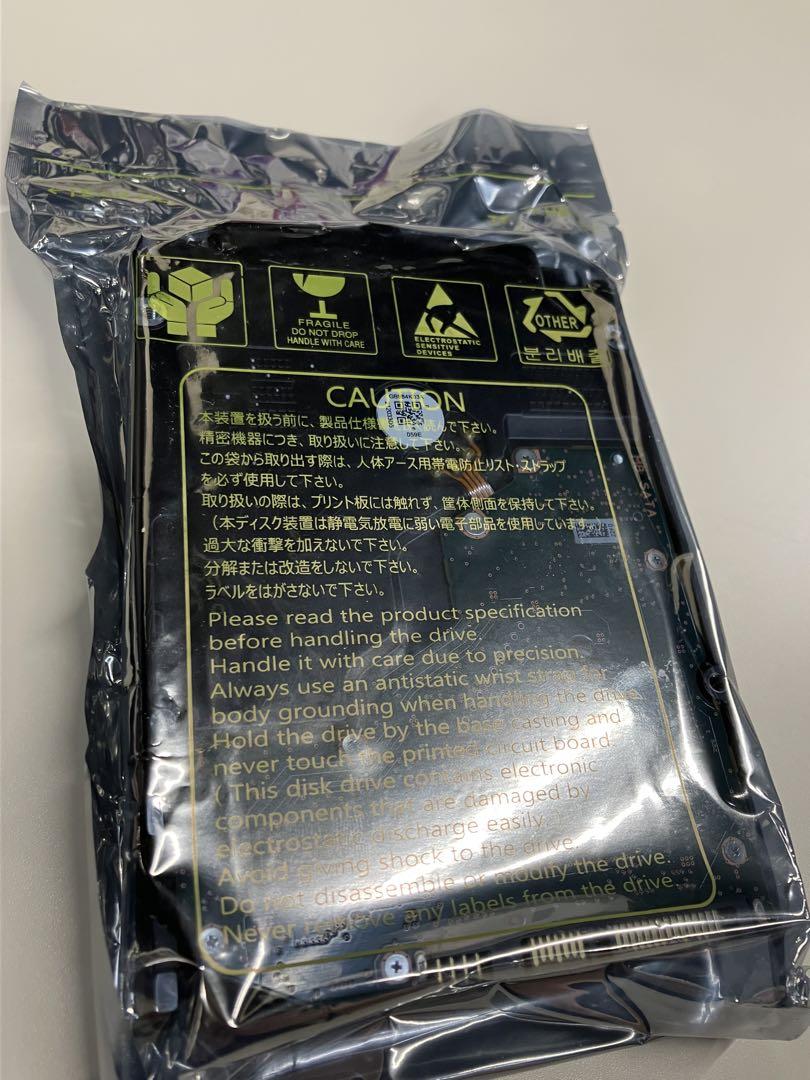 FRAGILE
DO NOT DROP
HANDLE WITH CARE
ELECTROSTATIC
SENSITIVE
DEVICES
OTHER
분리배출
CAUTION
本装置を扱う前に、製品仕様 読んで下さい。
精密機器につき、取り扱いに注意して下さい。
この袋から取り出す際は、人体アース用帯電防止リスト・ストラップ
を必ず使用して下さい。
取り扱いの際は、プリント板には触れず、筐体側面を保持して下さい。
（本ディスク装置は静電気放電に弱い電子部品を使用しています。
過大な衝撃を加えないで下さい。
分解または改造をしないで下さい。
ラベルをはがさないで下さい。
Please read the product specification
before handling the drive.
Handle it with care due to precision.
Always use an antistatic wrist strap for
body grounding when handling the drive.
Hold the drive by the base casting and
never touch the printed circuit board.
( This disk drive contains electronic
components that are damaged by
electrostatic discharge easily. )
Avoid giving shock to the drive.
Do not disassemble or modify the drive.
Never remove any labels from the drive.
059E
SATA